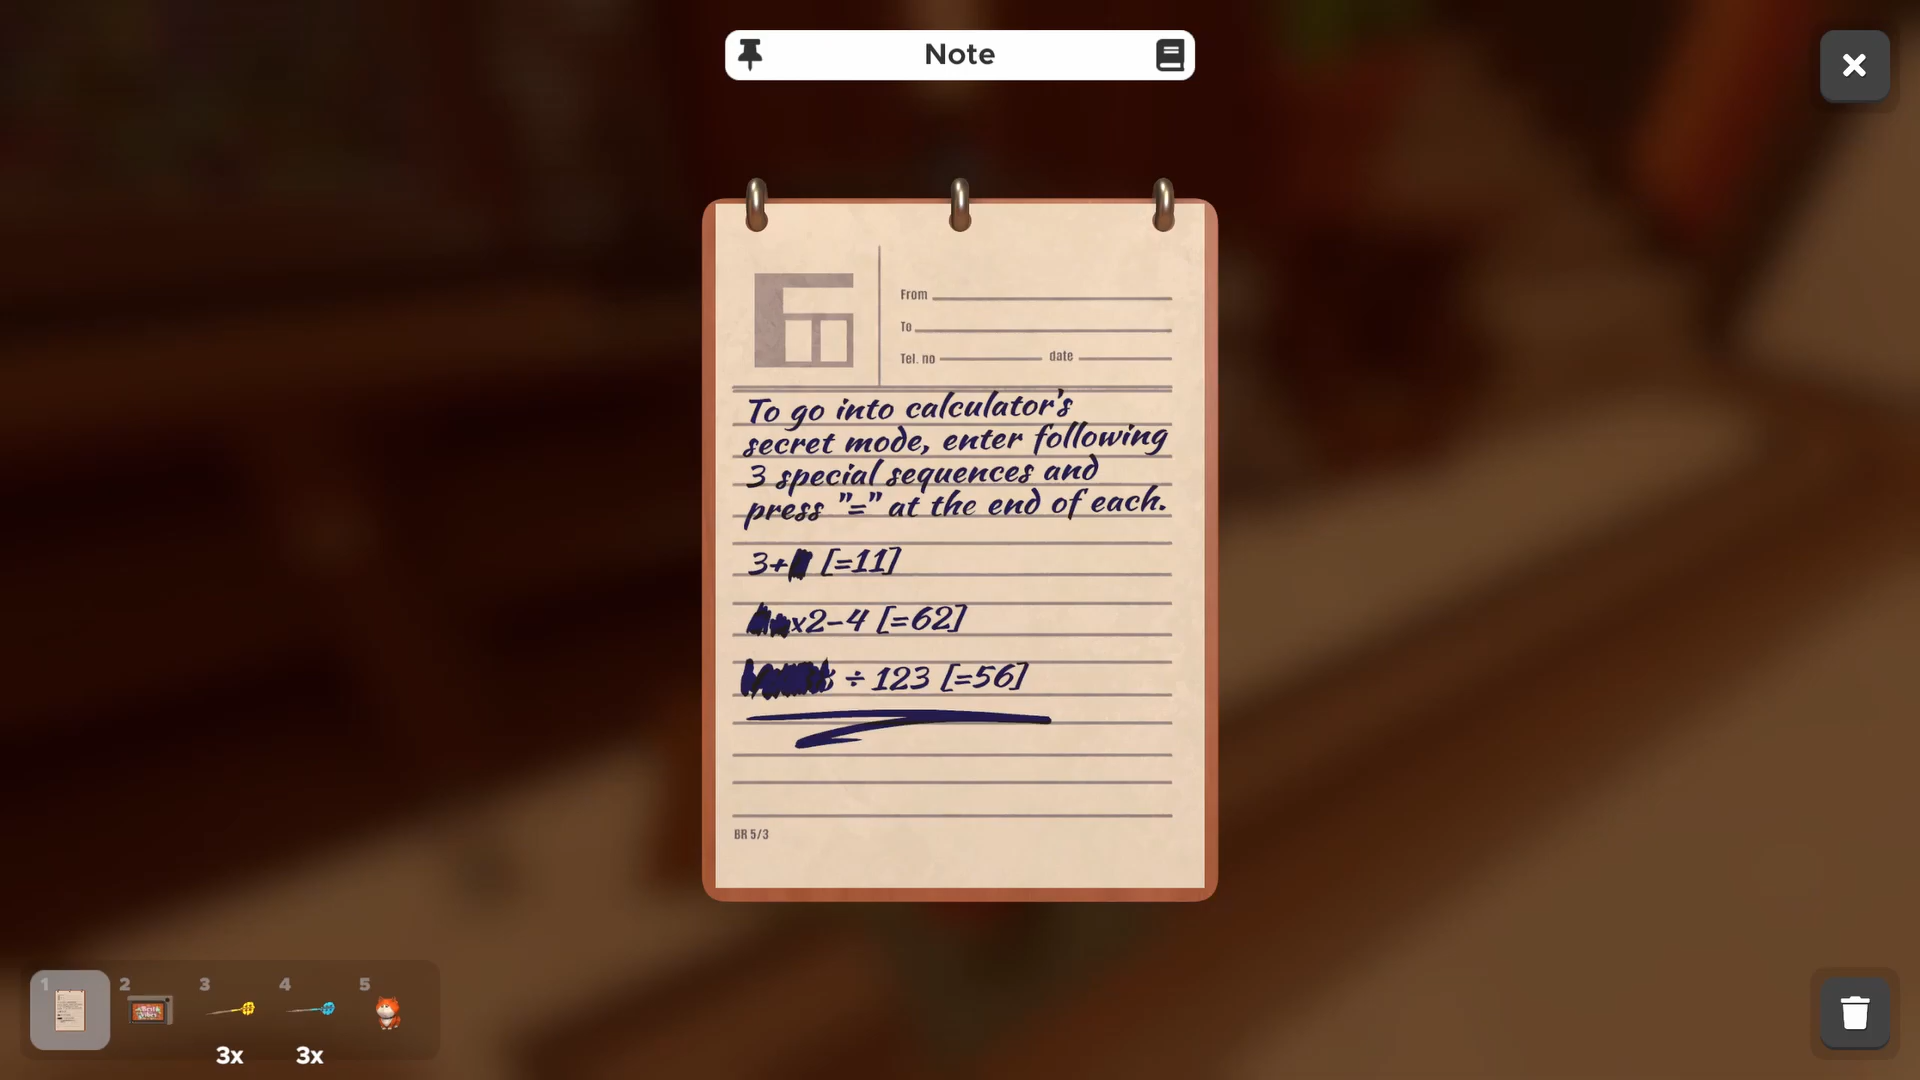 Note
From
To
Tel. no date
To go into calculator's
secret mode, enter following
3 special sequences and
press "=" at the end of each.
3+ [=11]
x2-4 [=62]
÷ 123 [=56]
BR 5/3
1 2 3 4 5
3x 3x